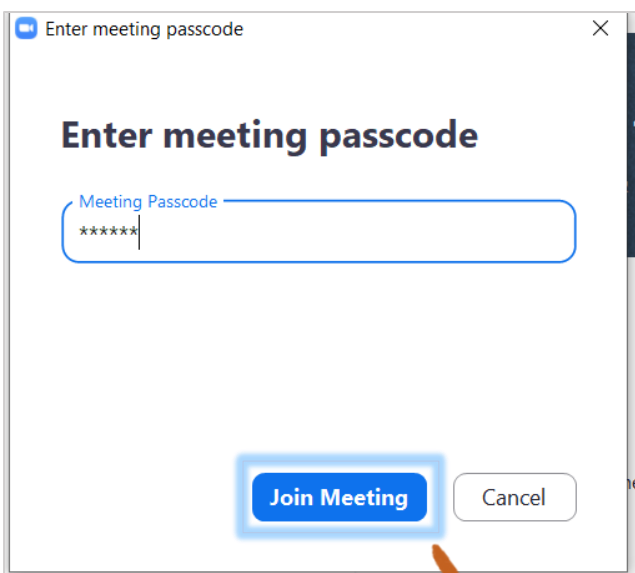 Enter meeting passcode
Enter meeting passcode
Meeting Passcode
******
Join Meeting
Cancel